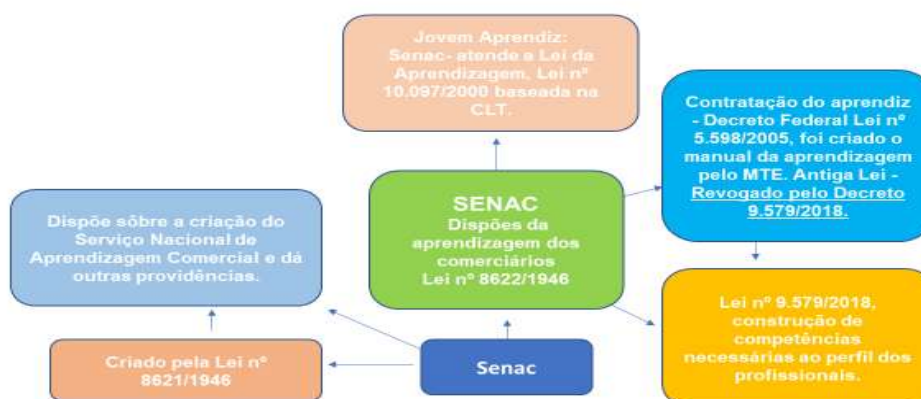 Jovem Aprendiz:
Senac- atende a Lei da
Aprendizagem, Lei nº
10.097/2000 baseada na
CLT.
Contratação do aprendiz
- Decreto Federal Lei nº
5.598/2005, foi criado o
manual da aprendizagem
pelo MTE. Antiga Lei -
Revogado pelo Decreto
9.579/2018.
SENAC
Dispões da
aprendizagem dos
comerciários
Lei nº 8622/1946
Dispõe sôbre a criação do
Serviço Nacional de
Aprendizagem Comercial e dá
outras providências.
Lei nº 9.579/2018,
construção de
competências
necessárias ao perfil dos
profissionais.
Criado pela Lei nº
8621/1946
Senac